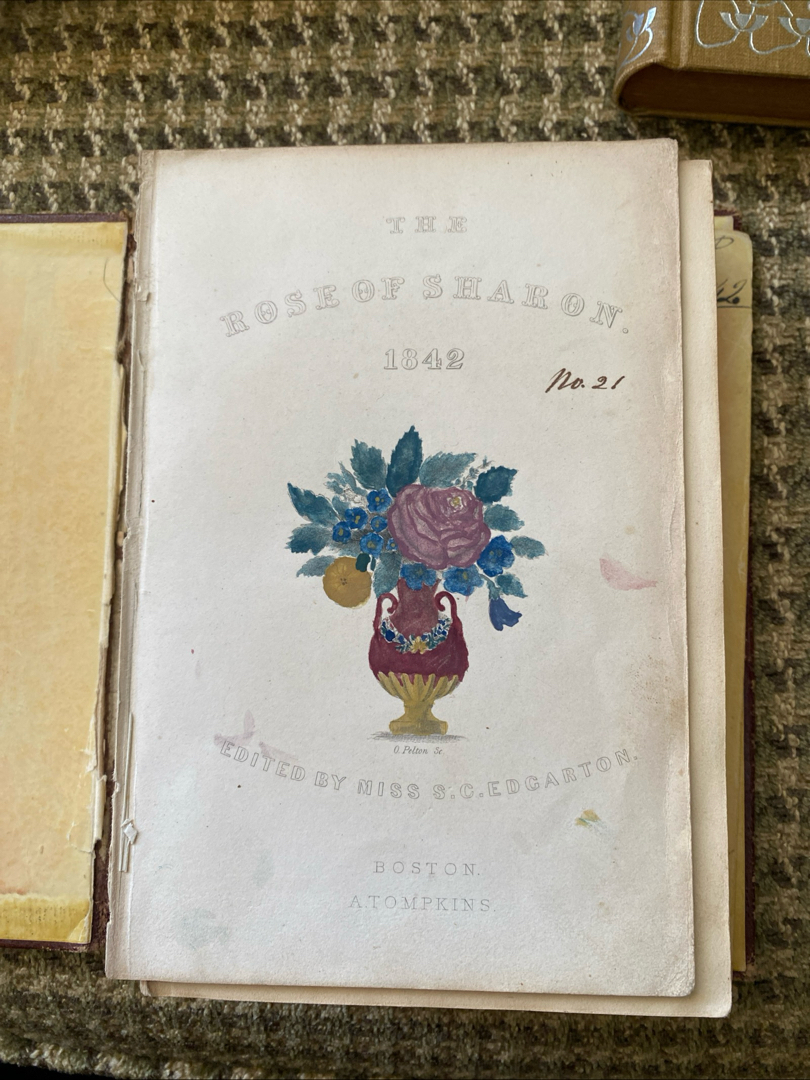 THE
ROSE OF SHARON.
1842
No. 21
O. Pelton Sc.
EDITED BY MISS S. C. EDGARTON.
BOSTON.
A. TOMPKINS.